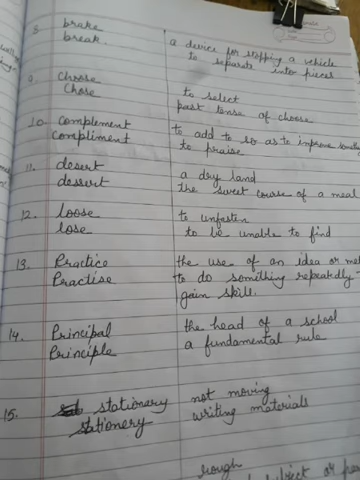 8. brake a device for stopping a vehicle
break. to separate into pieces
9. Choose to select
Chose past tense of choose
10. complement to add to so as to improve
compliment to praise
11. desert a dry land
dessert the sweet course of a meal
12. loose to unfasten
lose to be unable to find
13. Practice the use of an idea or
Practise to do something repeatedly
gain skill.
14. Principal the head of a school
Principle a fundamental rule
15. stationary not moving
stationery writing materials
rough
subject or